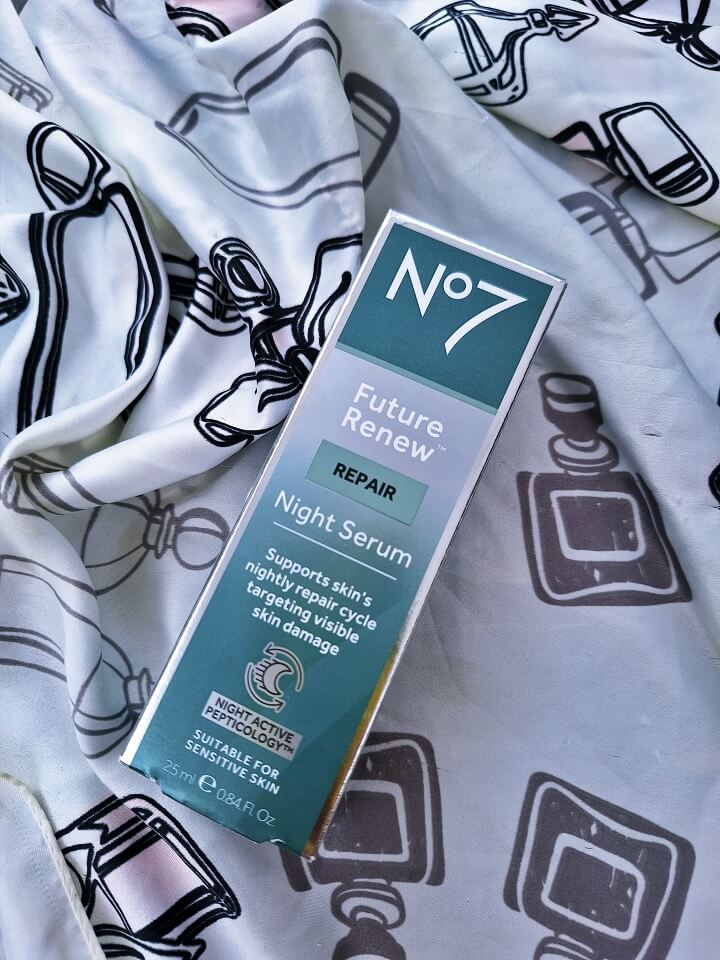 No7
Future
Renew™
REPAIR
Night Serum
Supports skin's
nightly repair cycle
targeting visible
skin damage
NIGHT ACTIVE
PEPTICOLOGY™
SUITABLE FOR
SENSITIVE SKIN
25 ml ℮ 0.84 Fl. Oz